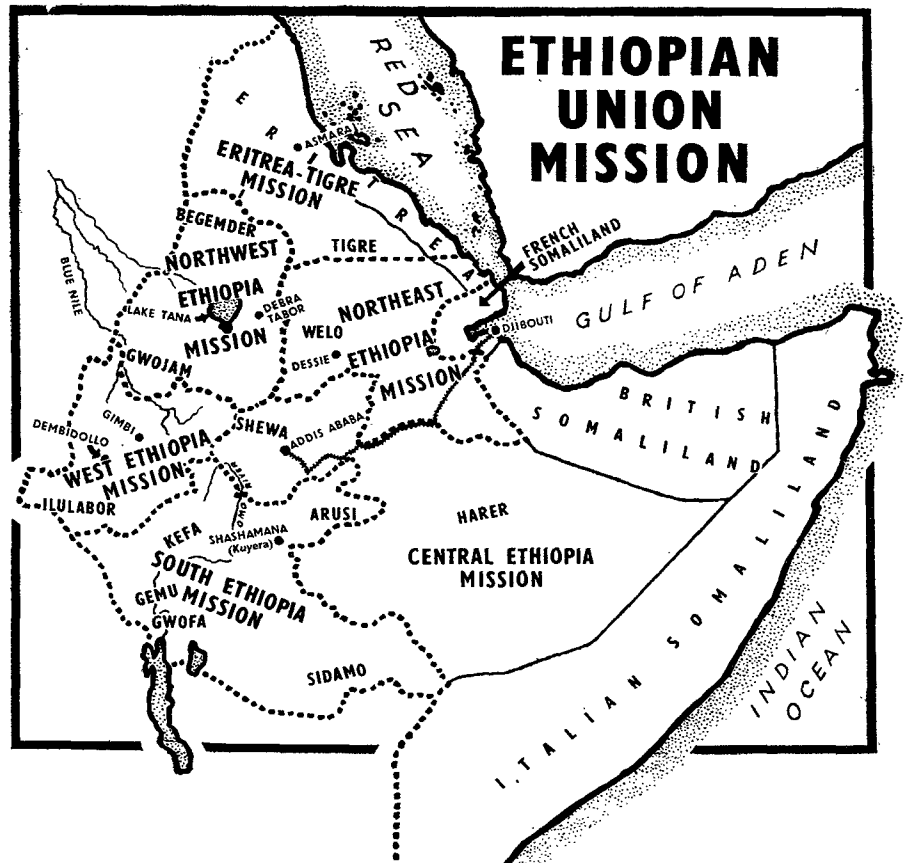 ETHIOPIAN
UNION
MISSION
RED SEA
ERITREA
ASMARA
ERITREA-TIGRE
MISSION
BEGEMDER
TIGRE
FRENCH
SOMALILAND
NORTHWEST
ETHIOPIA
MISSION
BLUE NILE
LAKE TANA
DEBRA
TABOR
NORTHEAST
ETHIOPIA
MISSION
WELO
DESSIE
DJIBOUTI
GULF OF ADEN
GWOJAM
GIMBI
DEMBIDOLLO
SHEWA
ADDIS ABABA
BRITISH
SOMALILAND
WEST ETHIOPIA
MISSION
ILULABOR
ARUSI
HARER
KEFA
SHASHAMANA
(Kuyera)
CENTRAL ETHIOPIA
MISSION
SOUTH ETHIOPIA
MISSION
GEMU
GWOFA
SIDAMO
ITALIAN SOMALILAND
INDIAN
OCEAN